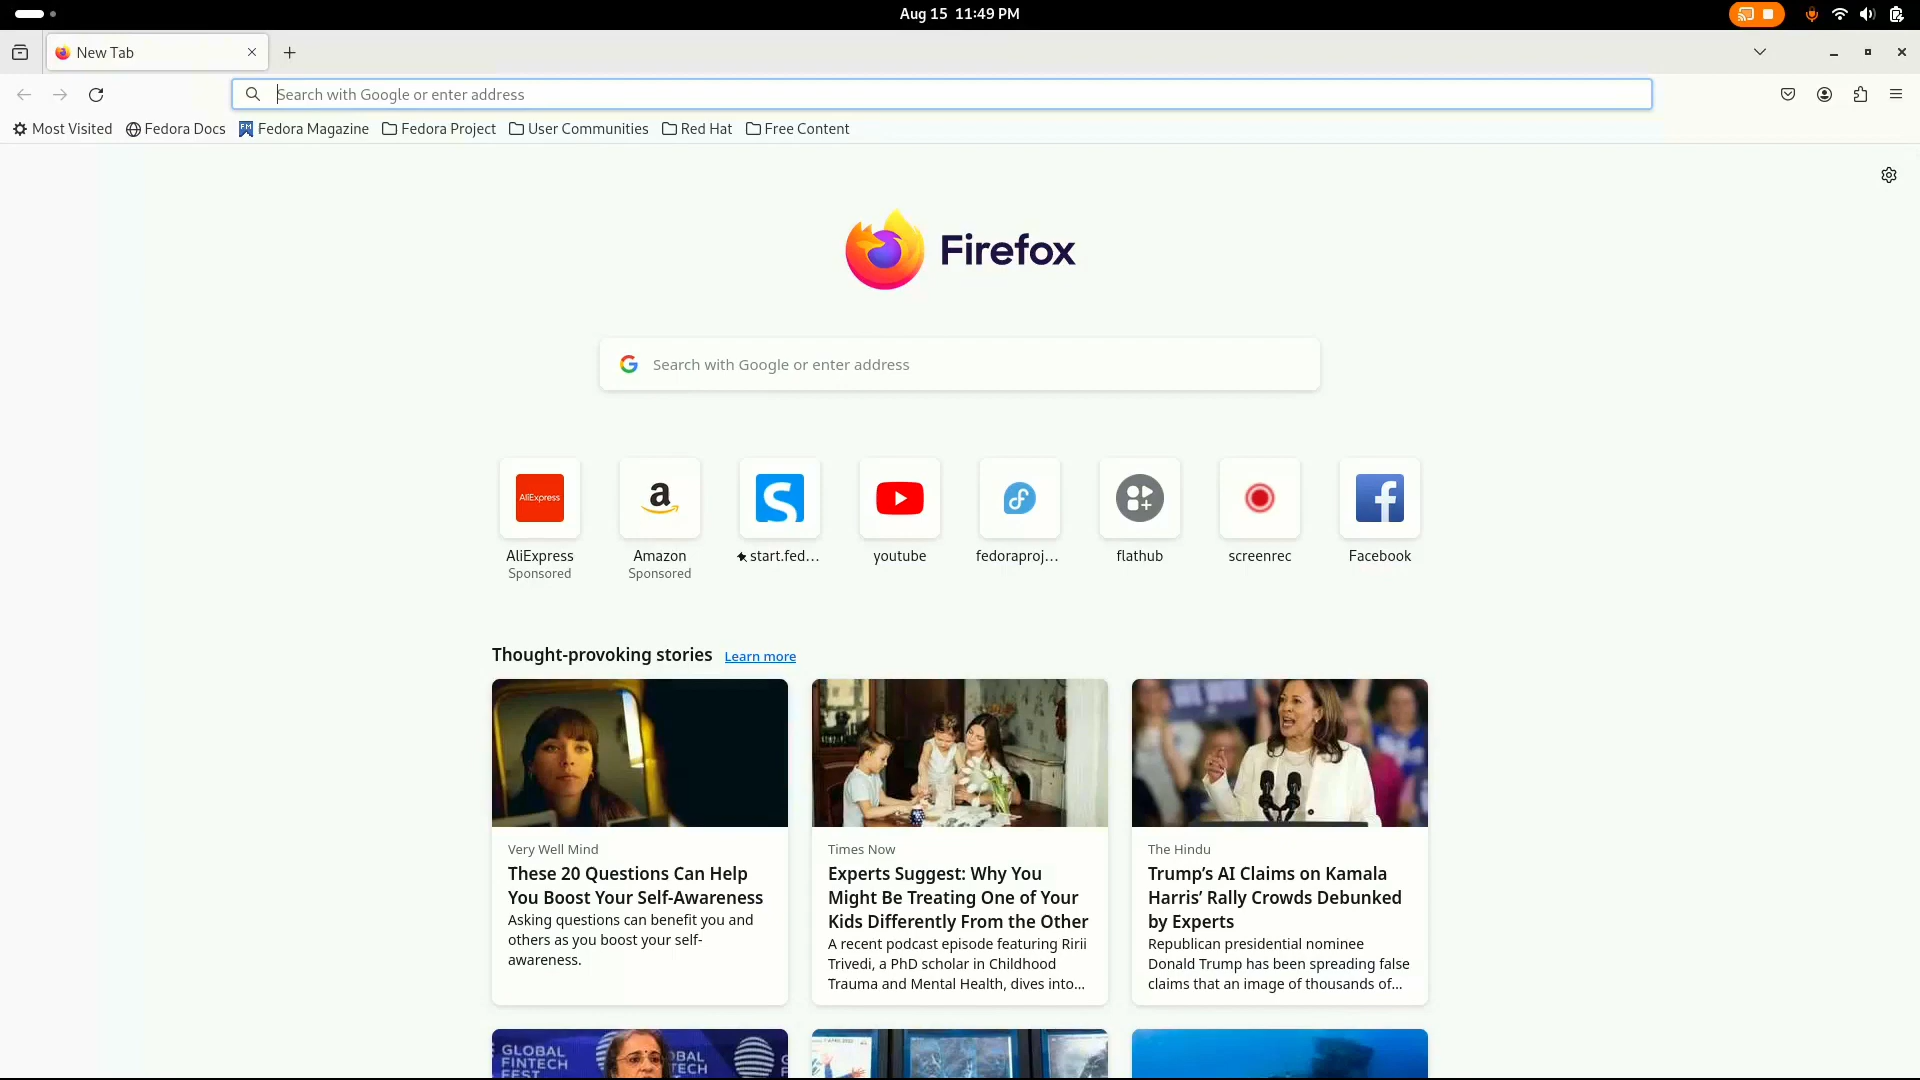 Aug 15 11:49 PM
New Tab
Search with Google or enter address
Most Visited Fedora Docs Fedora Magazine Fedora Project User Communities Red Hat Free Content
Firefox
Search with Google or enter address
AliExpress
AliExpress Amazon start.fed... youtube fedoraproj... flathub screenrec Facebook
Sponsored Sponsored
Thought-provoking stories Learn more
Very Well Mind
These 20 Questions Can Help
You Boost Your Self-Awareness
Asking questions can benefit you and
others as you boost your self-
awareness.
Times Now
Experts Suggest: Why You
Might Be Treating One of Your
Kids Differently From the Other
A recent podcast episode featuring Ririi
Trivedi, a PhD scholar in Childhood
Trauma and Mental Health, dives into...
The Hindu
Trump’s AI Claims on Kamala
Harris’ Rally Crowds Debunked
by Experts
Republican presidential nominee
Donald Trump has been spreading false
claims that an image of thousands of...
GLOBAL
FINTECH
FEST